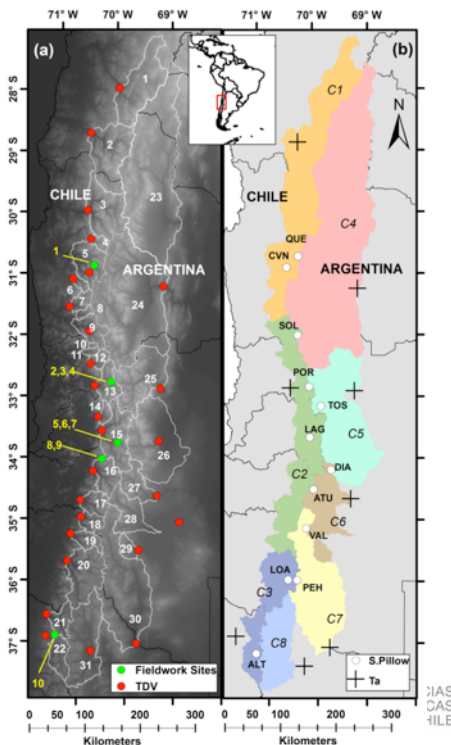 71°W 70°W 69°W
71°W 70°W 69°W
(a)
(b)
28° S
29° S
30° S
31° S
32° S
33° S
34° S
35° S
36° S
37° S
CHILE
ARGENTINA
1
2
3
4
5
6
7
8
9
10
11
12
13
14
15
16
17
18
19
20
21
22
23
24
25
26
27
28
29
30
31
1
2,3,4
5,6,7
8,9
10
Fieldwork Sites
TDV
0 50 100 200
Kilometers
N
CHILE
ARGENTINA
C1
C4
QUE
CVN
SOL
POR
TOS
LAG
C5
DIA
C2
ATU
VAL
C6
LOA
PEH
C3
C7
ALT
C8
S.Pillow
Ta
0 50 100 200
Kilometers
CIAS
CAS
HILE